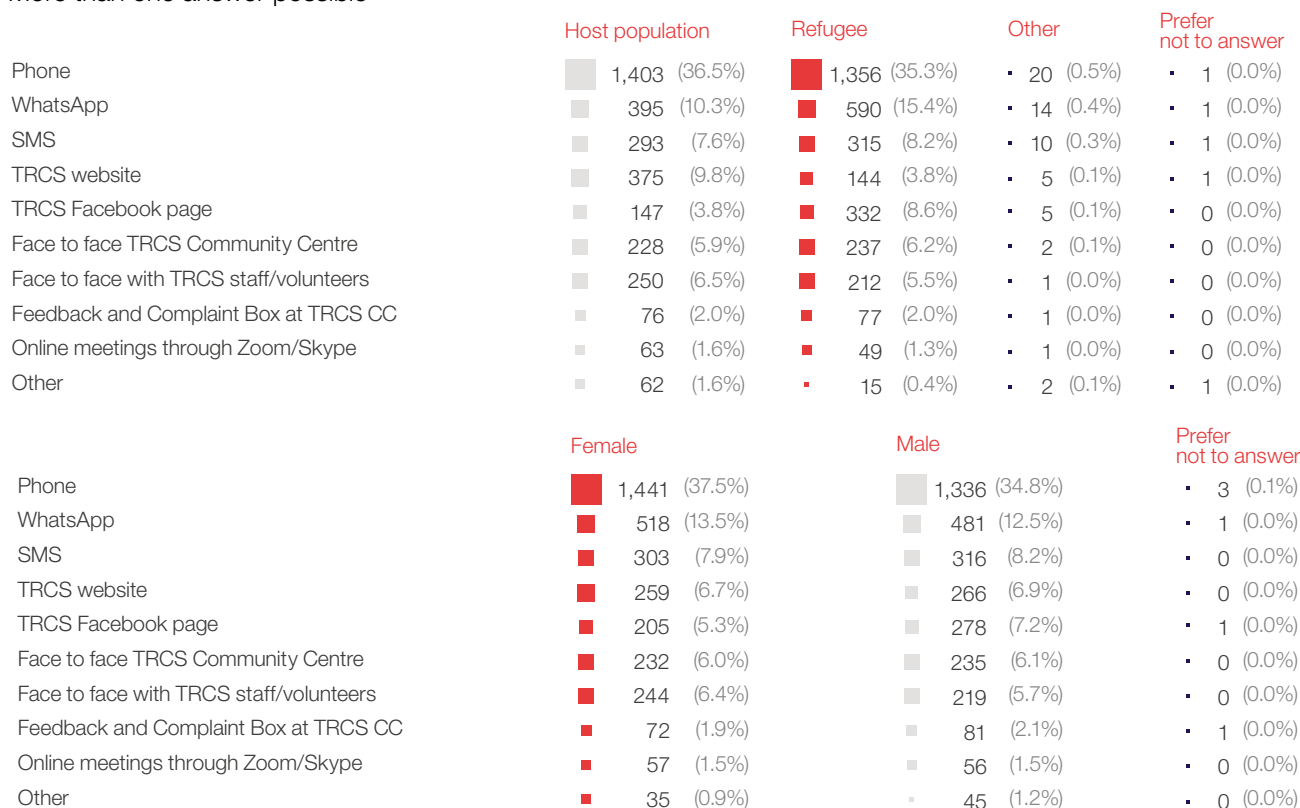 More than one answer possible
Host population Refugee Other Prefer not to answer
Phone 1,403 (36.5%) 1,356 (35.3%) 20 (0.5%) 1 (0.0%)
WhatsApp 395 (10.3%) 590 (15.4%) 14 (0.4%) 1 (0.0%)
SMS 293 (7.6%) 315 (8.2%) 10 (0.3%) 1 (0.0%)
TRCS website 375 (9.8%) 144 (3.8%) 5 (0.1%) 1 (0.0%)
TRCS Facebook page 147 (3.8%) 332 (8.6%) 5 (0.1%) 0 (0.0%)
Face to face TRCS Community Centre 228 (5.9%) 237 (6.2%) 2 (0.1%) 0 (0.0%)
Face to face with TRCS staff/volunteers 250 (6.5%) 212 (5.5%) 1 (0.0%) 0 (0.0%)
Feedback and Complaint Box at TRCS CC 76 (2.0%) 77 (2.0%) 1 (0.0%) 0 (0.0%)
Online meetings through Zoom/Skype 63 (1.6%) 49 (1.3%) 1 (0.0%) 0 (0.0%)
Other 62 (1.6%) 15 (0.4%) 2 (0.1%) 1 (0.0%)
Female Male Prefer not to answer
Phone 1,441 (37.5%) 1,336 (34.8%) 3 (0.1%)
WhatsApp 518 (13.5%) 481 (12.5%) 1 (0.0%)
SMS 303 (7.9%) 316 (8.2%) 0 (0.0%)
TRCS website 259 (6.7%) 266 (6.9%) 0 (0.0%)
TRCS Facebook page 205 (5.3%) 278 (7.2%) 1 (0.0%)
Face to face TRCS Community Centre 232 (6.0%) 235 (6.1%) 0 (0.0%)
Face to face with TRCS staff/volunteers 244 (6.4%) 219 (5.7%) 0 (0.0%)
Feedback and Complaint Box at TRCS CC 72 (1.9%) 81 (2.1%) 1 (0.0%)
Online meetings through Zoom/Skype 57 (1.5%) 56 (1.5%) 0 (0.0%)
Other 35 (0.9%) 45 (1.2%) 0 (0.0%)